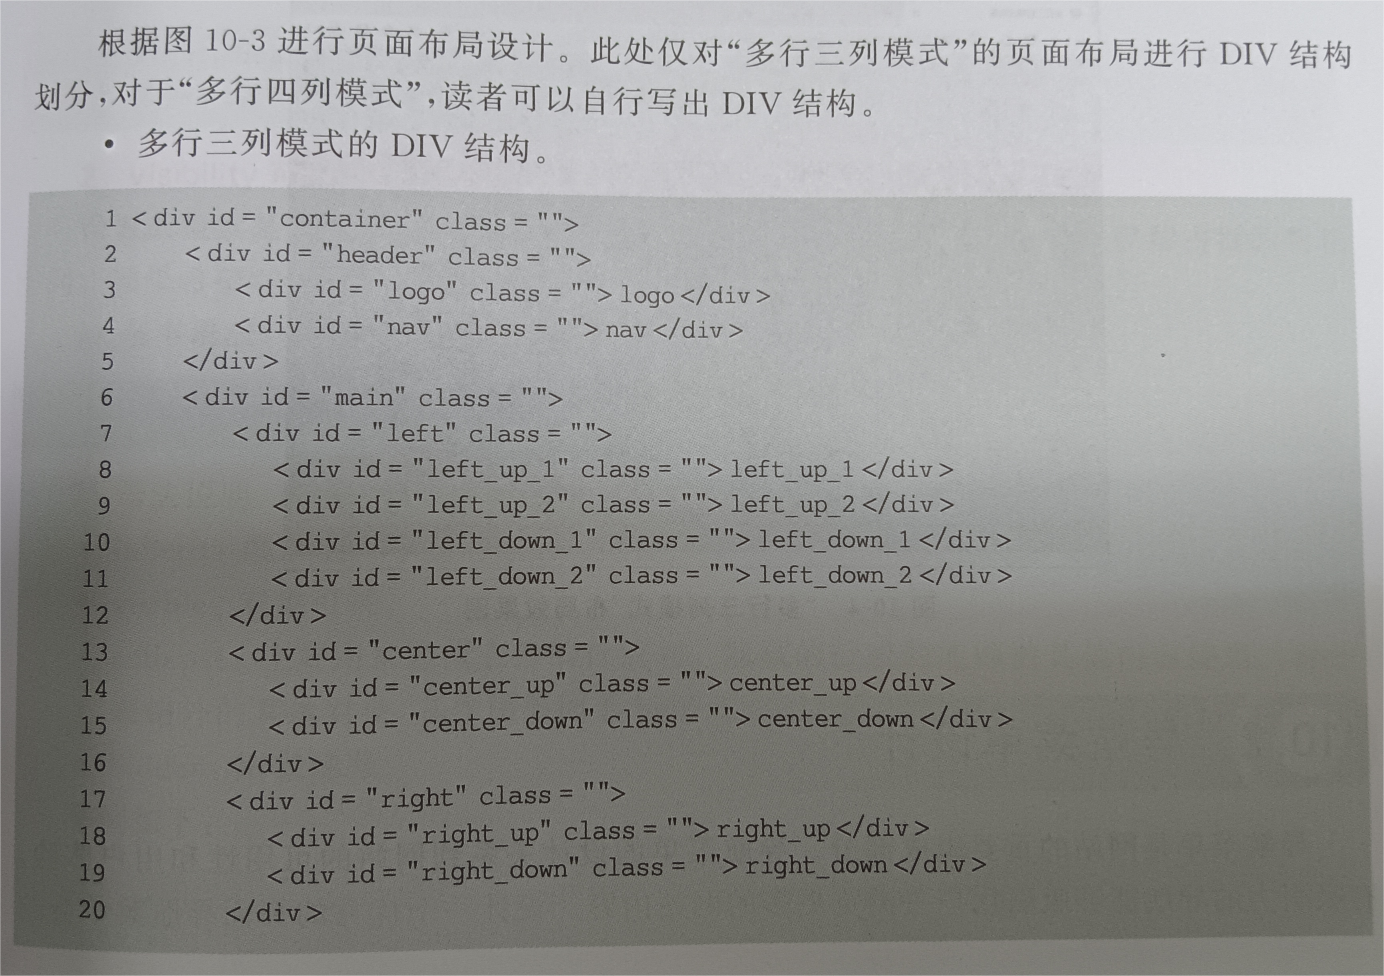 根据图 10-3 进行页面布局设计。此处仅对“多行三列模式”的页面布局进行 DIV 结构
划分,对于“多行四列模式”,读者可以自行写出 DIV 结构。
• 多行三列模式的 DIV 结构。
1 <div id = "container" class = "">
2 <div id = "header" class = "">
3 <div id = "logo" class = ""> logo </div>
4 <div id = "nav" class = ""> nav </div>
5 </div>
6 <div id = "main" class = "">
7 <div id = "left" class = "">
8 <div id = "left_up_1" class = ""> left_up_1 </div>
9 <div id = "left_up_2" class = ""> left_up_2 </div>
10 <div id = "left_down_1" class = ""> left_down_1 </div>
11 <div id = "left_down_2" class = ""> left_down_2 </div>
12 </div>
13 <div id = "center" class = "">
14 <div id = "center_up" class = ""> center_up </div>
15 <div id = "center_down" class = ""> center_down </div>
16 </div>
17 <div id = "right" class = "">
18 <div id = "right_up" class = ""> right_up </div>
19 <div id = "right_down" class = ""> right_down </div>
20 </div>